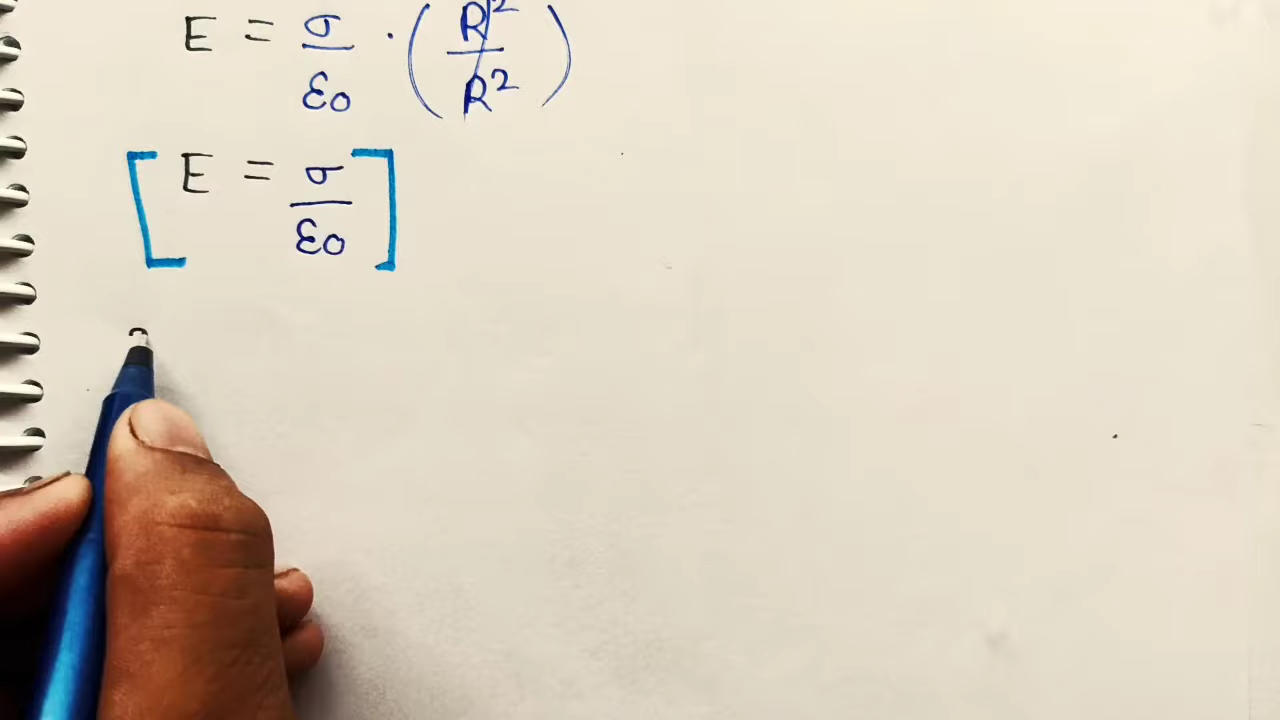 E = σ/ε₀ · (R²/R²)
[E = σ/ε₀]